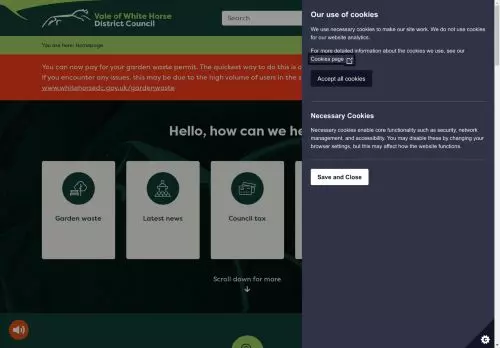 Vale of White Horse
District Council
Search
You are here: Homepage
You can now pay for your garden waste permit. The quickest way to do this is o
If you encounter any issues, this may be due to the high volume of users in the s
www.whitehorsedc.gov.uk/gardenwaste
Hello, how can we he
Garden waste
Latest news
Council tax
Scroll down for more
Our use of cookies
We use necessary cookies to make our site work. We do not use cookies
for our website analytics.
For more detailed information about the cookies we use, see our
Cookies page
Accept all cookies
Necessary Cookies
Necessary cookies enable core functionality such as security, network
management, and accessibility. You may disable these by changing your
browser settings, but this may affect how the website functions.
Save and Close